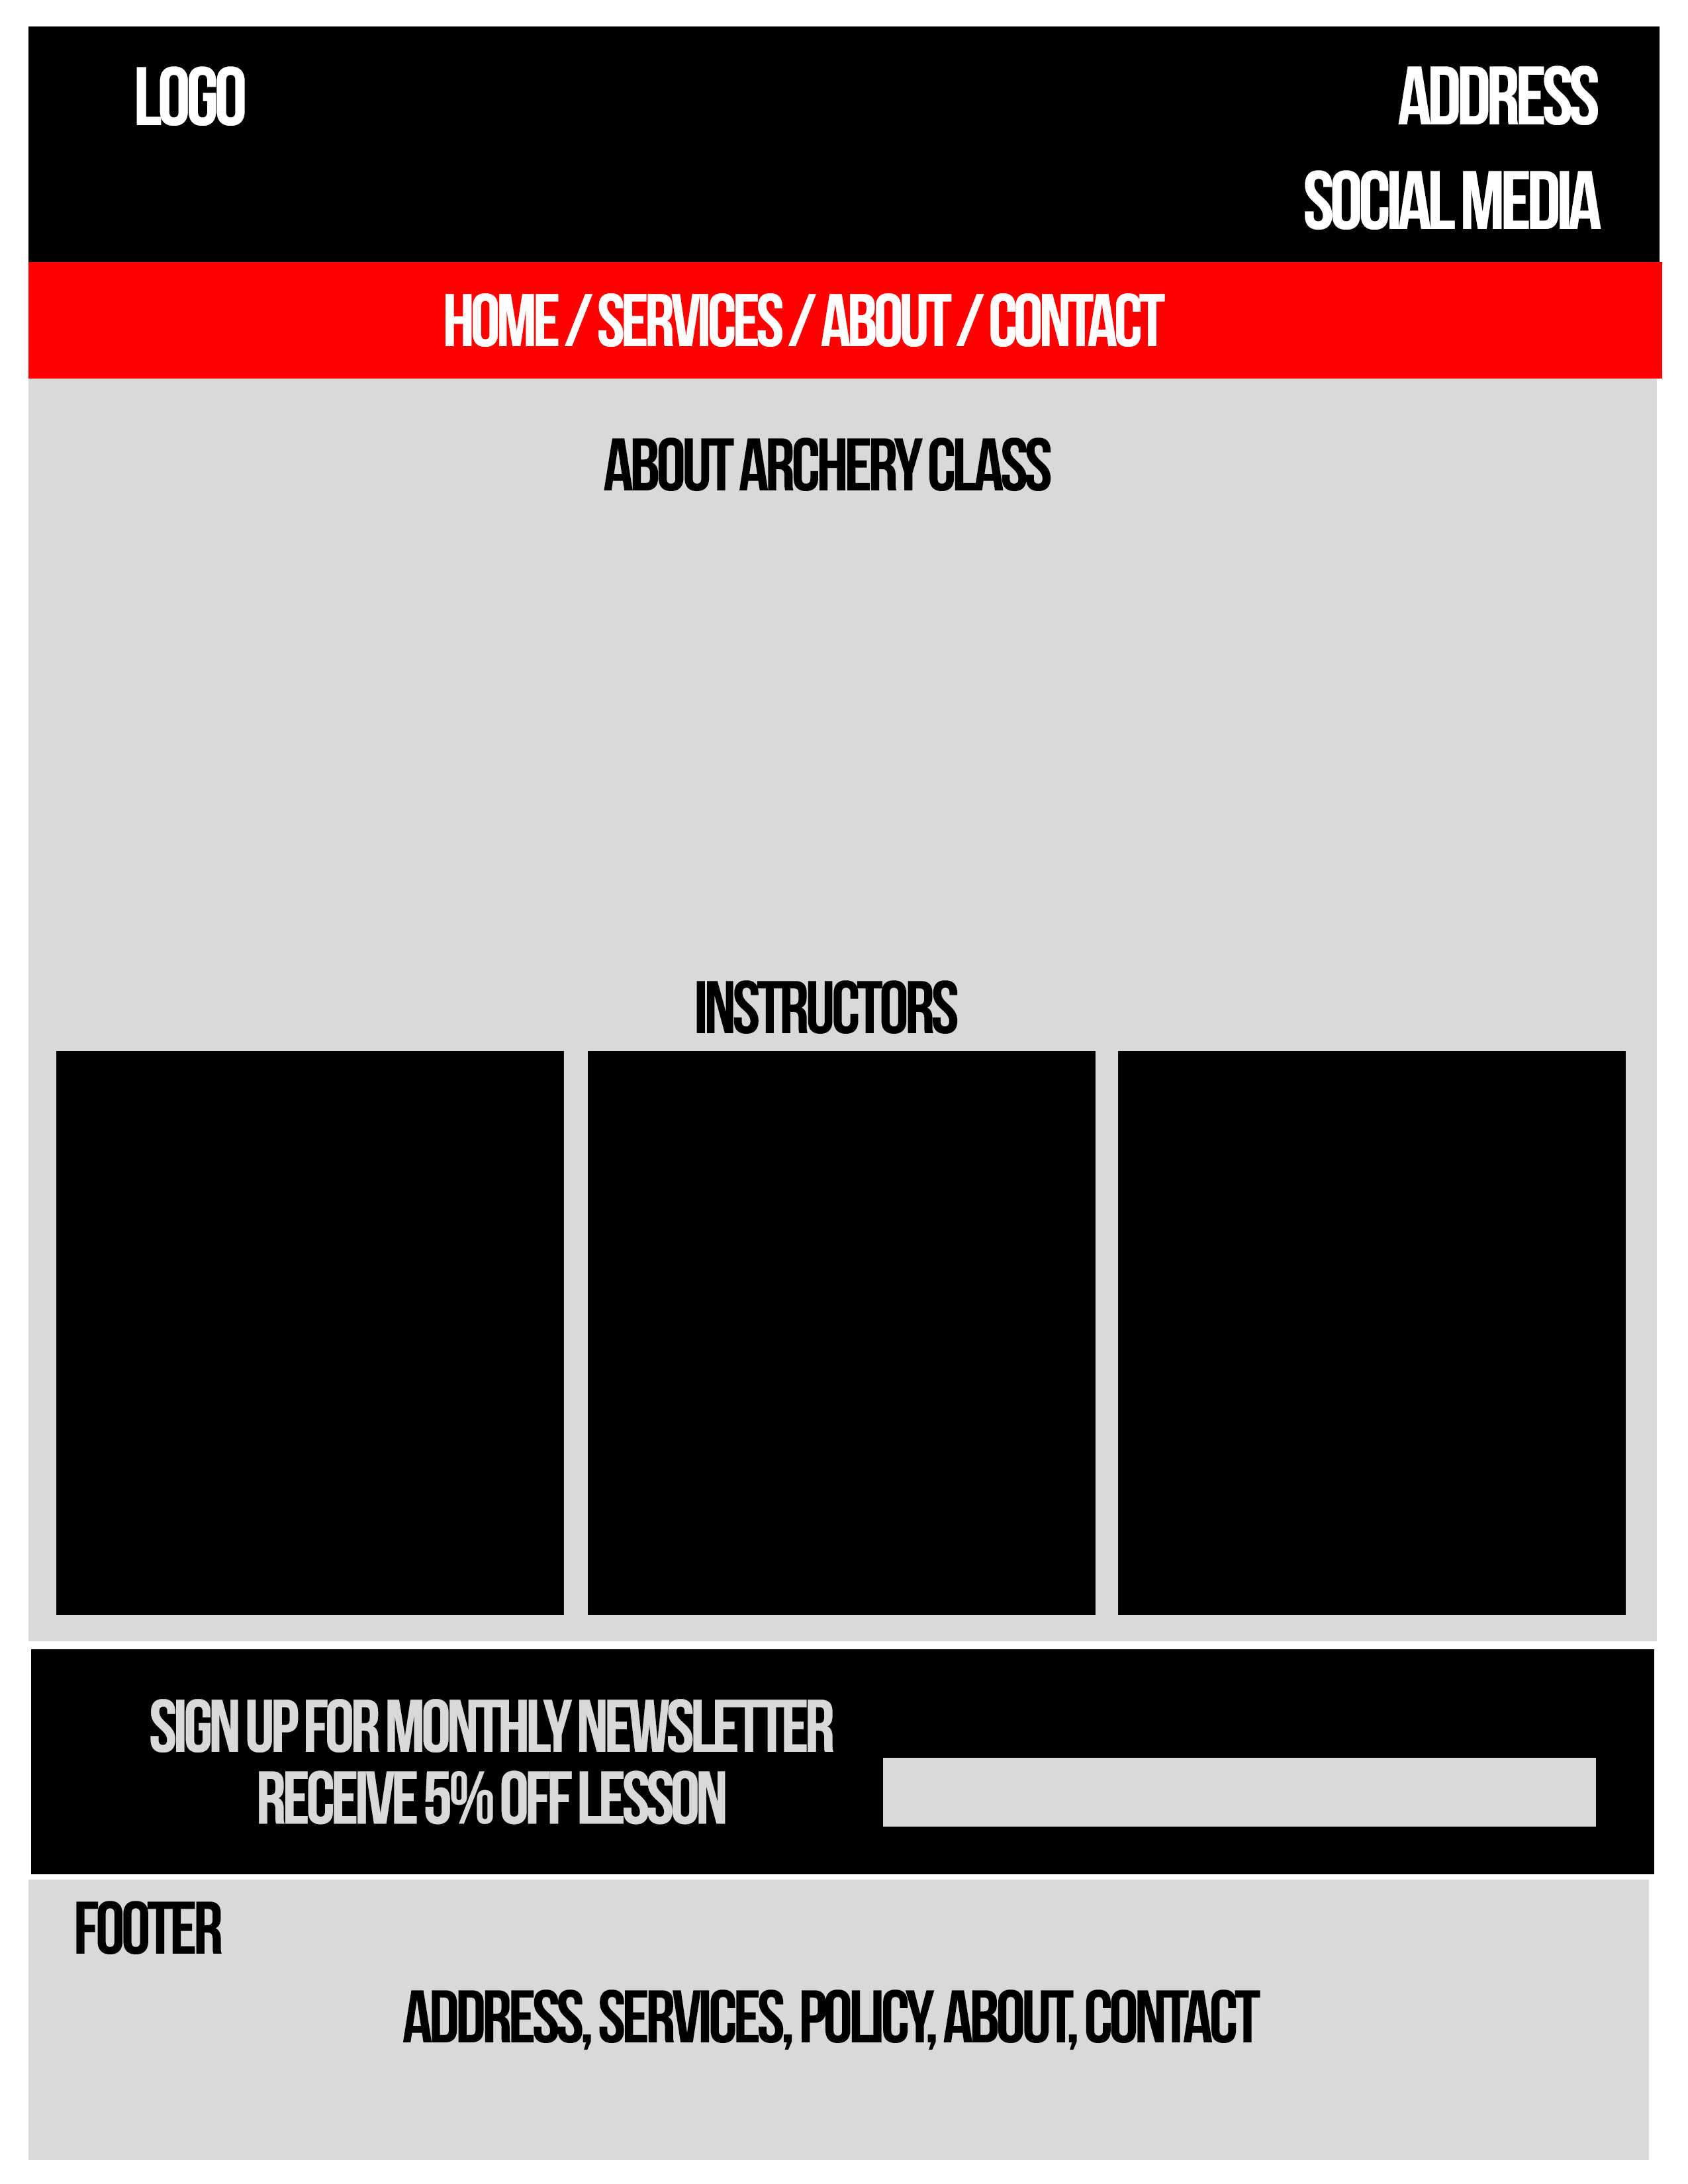 LOGO
ADDRESS
SOCIAL MEDIA
HOME / SERVICES / ABOUT / CONTACT
ABOUT ARCHERY CLASS
INSTRUCTORS
SIGN UP FOR MONTHLY NEWSLETTER
RECEIVE 5% OFF LESSON
FOOTER
ADDRESS, SERVICES, POLICY, ABOUT, CONTACT